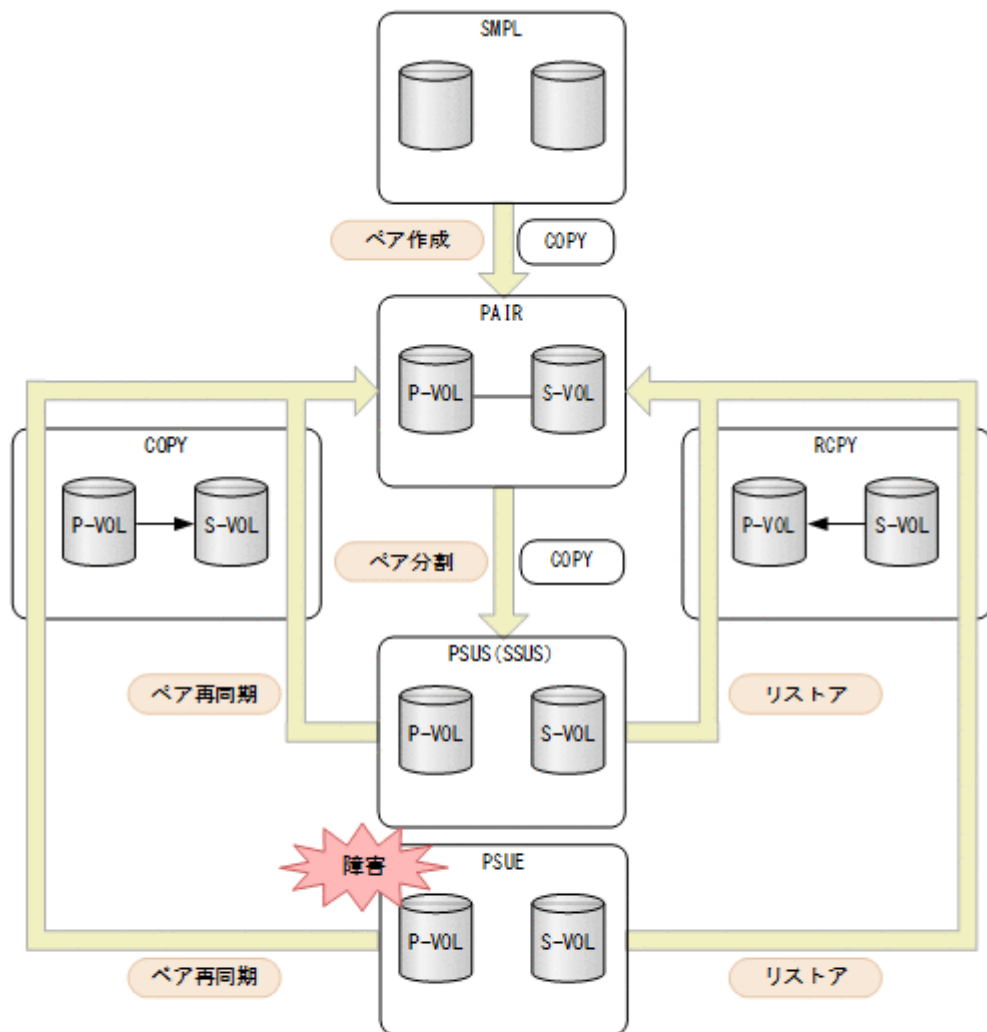 SMPL
ペア作成
COPY
PAIR
P-VOL
S-VOL
COPY
P-VOL
S-VOL
RCPY
P-VOL
S-VOL
ペア分割
COPY
PSUS(SSUS)
P-VOL
S-VOL
ペア再同期
リストア
障害
PSUE
P-VOL
S-VOL
ペア再同期
リストア